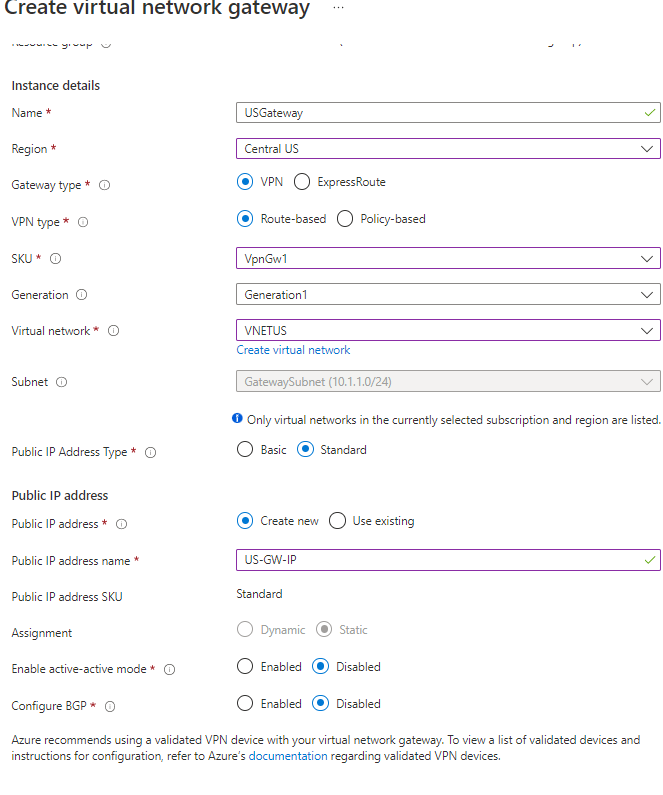 Create virtual network gateway ...
Resource group
Instance details
Name *
USGateway
Region *
Central US
Gateway type *
VPN ExpressRoute
VPN type *
Route-based Policy-based
SKU *
VpnGw1
Generation
Generation1
Virtual network *
VNETUS
Create virtual network
Subnet
GatewaySubnet (10.1.1.0/24)
Only virtual networks in the currently selected subscription and region are listed.
Public IP Address Type *
Basic Standard
Public IP address
Public IP address *
Create new Use existing
Public IP address name *
US-GW-IP
Public IP address SKU
Standard
Assignment
Dynamic Static
Enable active-active mode *
Enabled Disabled
Configure BGP *
Enabled Disabled
Azure recommends using a validated VPN device with your virtual network gateway. To view a list of validated devices and
instructions for configuration, refer to Azure's documentation regarding validated VPN devices.